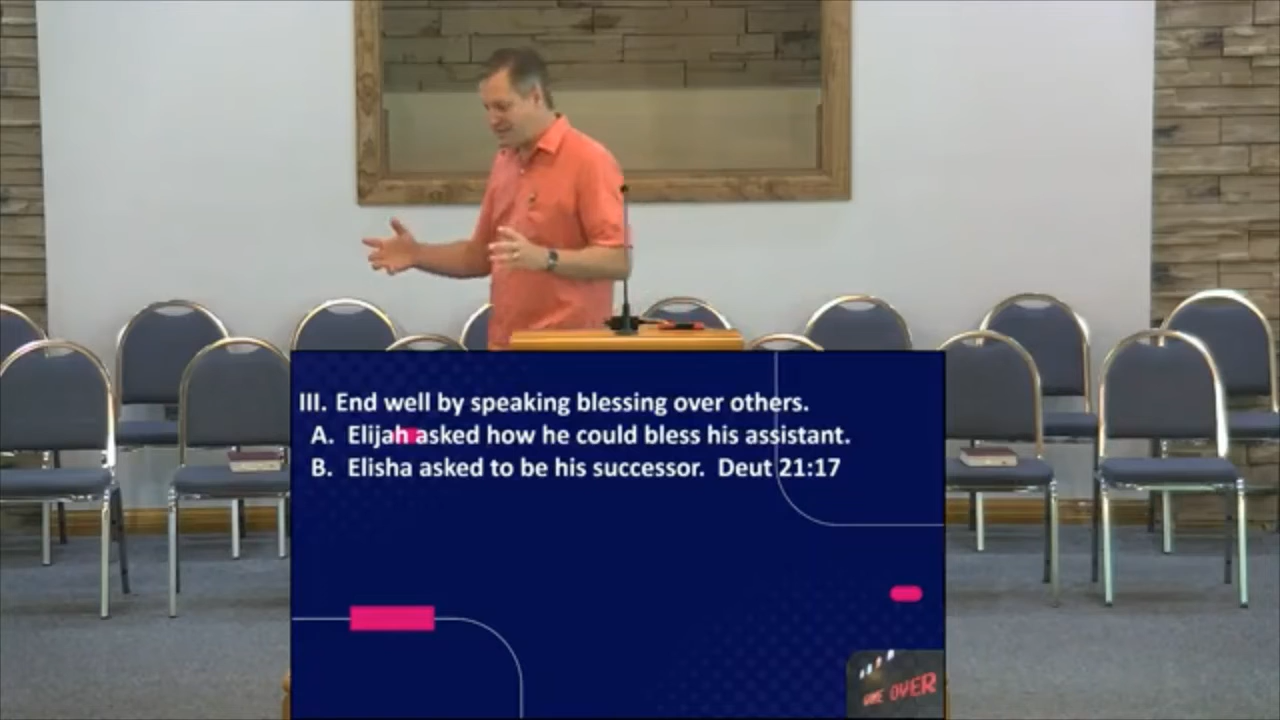 III. End well by speaking blessing over others.
A. Elijah asked how he could bless his assistant.
B. Elisha asked to be his successor. Deut 21:17
OVER